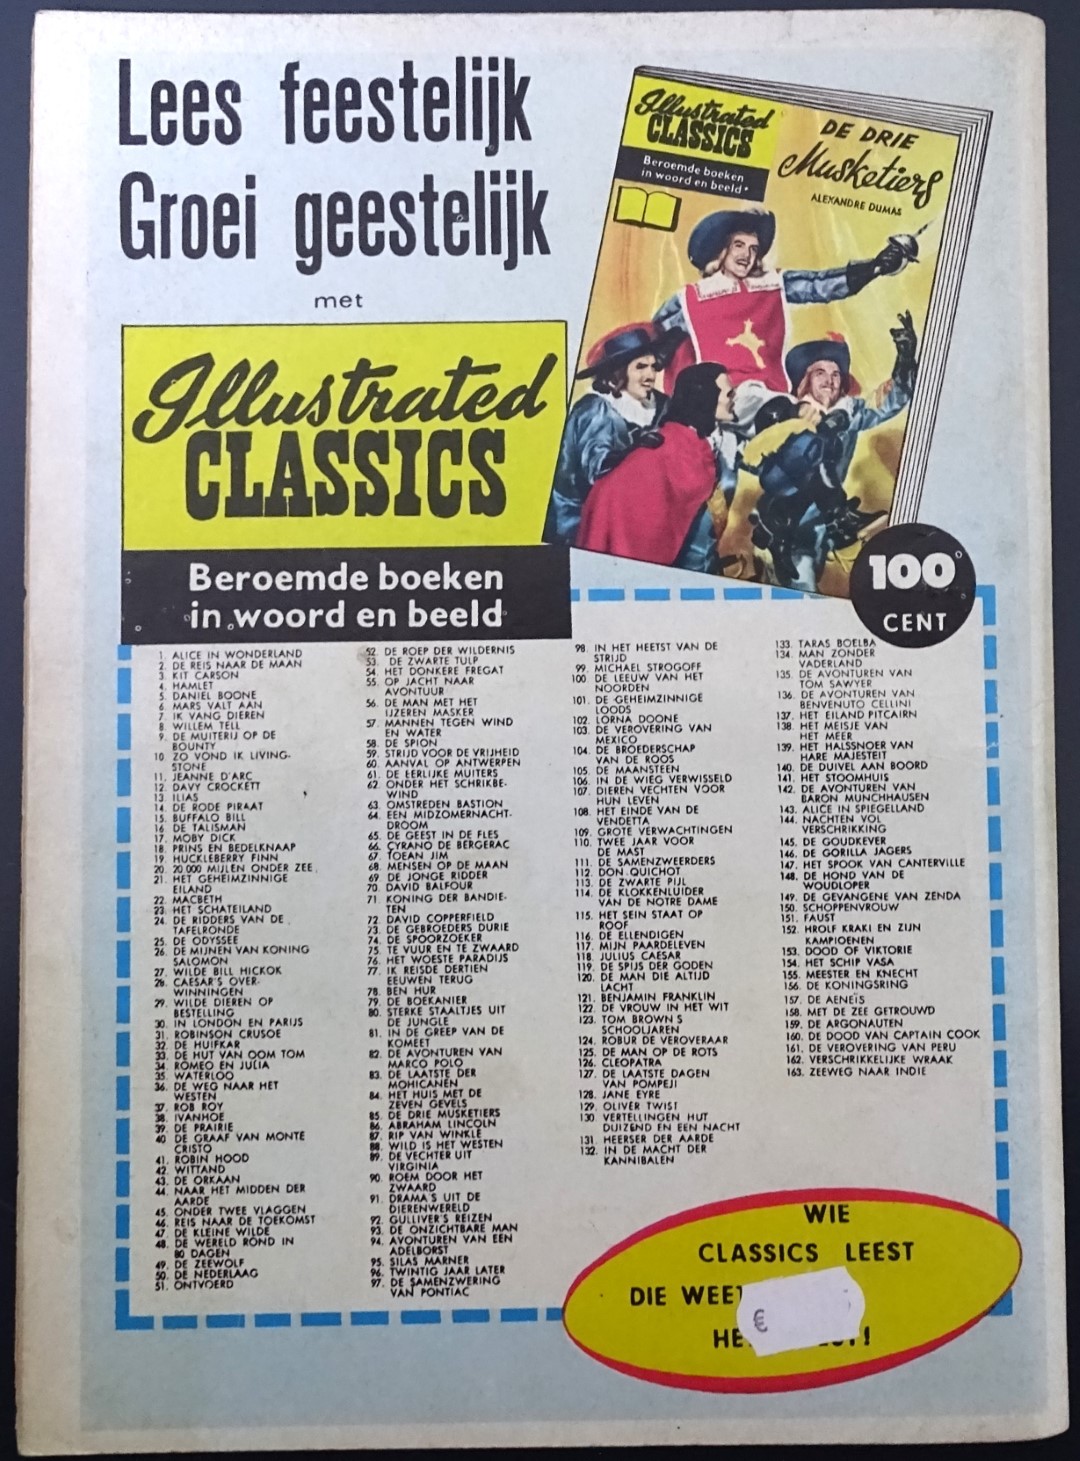 Lees feestelijk
Groei geestelijk
met
Illustrated
CLASSICS
Beroemde boeken
in woord en beeld
Illustrated
CLASSICS
Beroemde boeken
in woord en beeld
DE DRIE
Musketiers
ALEXANDRE DUMAS
100
CENT
1. ALICE IN WONDERLAND
2. DE REIS NAAR DE MAAN
3. KIT CARSON
4. HAMLET
5. DANIEL BOONE
6. MARS VALT AAN
7. IK VANG DIEREN
8. WILLEM TELL
9. DE MUITERIJ OP DE
BOUNTY
10. ZO VOND IK LIVING-
STONE
11. JEANNE D'ARC
12. DAVY CROCKETT
13. ILIAS
14. DE RODE PIRAAT
15. BUFFALO BILL
16. DE TALISMAN
17. MOBY DICK
18. PRINS EN BEDELKNAAP
19. HUCKLEBERRY FINN
20. 20 000 MIJLEN ONDER ZEE
21. HET GEHEIMZINNIGE
EILAND
22. MACBETH
23. HET SCHATEILAND
24. DE RIDDERS VAN DE
TAFELRONDE
25. DE ODYSSEE
26. DE MIJNEN VAN KONING
SALOMON
27. WILDE BILL HICKOK
28. CAESAR'S OVER-
WINNINGEN
29. WILDE DIEREN OP
BESTELLING
30. IN LONDON EN PARIJS
31. ROBINSON CRUSOE
32. DE HUIFKAR
33. DE HUT VAN OOM TOM
34. ROMEO EN JULIA
35. WATERLOO
36. DE WEG NAAR HET
WESTEN
37. ROB ROY
38. IVANHOE
39. DE PRAIRIE
40. DE GRAAF VAN MONTE
CRISTO
41. ROBIN HOOD
42. WITTAND
43. DE ORKAAN
44. NAAR HET MIDDEN DER
AARDE
45. ONDER TWEE VLAGGEN
46. REIS NAAR DE TOEKOMST
47. DE KLEINE WILDE
48. DE WERELD ROND IN
80 DAGEN
49. DE ZEEWOLF
50. DE NEDERLAAG
51. ONTVOERD
52. DE ROEP DER WILDERNIS
53. DE ZWARTE TULP
54. HET DONKERE FREGAT
55. OP JACHT NAAR
AVONTUUR
56. DE MAN MET HET
IJZEREN MASKER
57. MANNEN TEGEN WIND
EN WATER
58. DE SPION
59. STRIJD VOOR DE VRIJHEID
60. AANVAL OP ANTWERPEN
61. DE EERLIJKE MUITERS
62. ONDER HET SCHRIKBE-
WIND
63. OMSTREDEN BASTION
64. EEN MIDZOMERNACHT-
DROOM
65. DE GEEST IN DE FLES
66. CYRANO DE BERGERAC
67. TOEAN JIM
68. MENSEN OP DE MAAN
69. DE JONGE RIDDER
70. DAVID BALFOUR
71. KONING DER BANDIE-
TEN
72. DAVID COPPERFIELD
73. DE GEBROEDERS DURIE
74. DE SPOORZOEKER
75. TE VUUR EN TE ZWAARD
76. HET WOESTE PARADIJS
77. IK REISDE DERTIEN
EEUWEN TERUG
78. BEN HUR
79. DE BOEKANIER
80. STERKE STAALTJES UIT
DE JUNGLE
81. IN DE GREEP VAN DE
KOMEET
82. DE AVONTUREN VAN
MARCO POLO
83. DE LAATSTE DER
MOHICANEN
84. HET HUIS MET DE
ZEVEN GEVELS
85. DE DRIE MUSKETIERS
86. ABRAHAM LINCOLN
87. RIP VAN WINKLE
88. WILD IS HET WESTEN
89. DE VECHTER UIT
VIRGINIA
90. ROEM DOOR HET
ZWAARD
91. DRAMA'S UIT DE
DIERENWERELD
92. GULLIVER'S REIZEN
93. DE ONZICHTBARE MAN
94. AVONTUREN VAN EEN
ADELBORST
95. SILAS MARNER
96. TWINTIG JAAR LATER
97. DE SAMENZWERING
VAN PONTIAC
98. IN HET HEETST VAN DE
STRIJD
99. MICHAEL STROGOFF
100. DE LEEUW VAN HET
NOORDEN
101. DE GEHEIMZINNIGE
LOODS
102. LORNA DOONE
103. DE VEROVERING VAN
MEXICO
104. DE BROEDERSCHAP
VAN DE ROOS
105. DE MAANSTEEN
106. IN DE WIEG VERWISSELD
107. DIEREN VECHTEN VOOR
HUN LEVEN
108. HET EINDE VAN DE
VENDETTA
109. GROTE VERWACHTINGEN
110. TWEE JAAR VOOR
DE MAST
111. DE SAMENZWEERDERS
112. DON QUICHOT
113. DE ZWARTE PIJL
114. DE KLOKKENLUIDER
VAN DE NOTRE DAME
115. HET SEIN STAAT OP
ROOF
116. DE ELLENDIGEN
117. MIJN PAARDELEVEN
118. JULIUS CAESAR
119. DE SPIJS DER GODEN
120. DE MAN DIE ALTIJD
LACHT
121. BENJAMIN FRANKLIN
122. DE VROUW IN HET WIT
123. TOM BROWN S
SCHOOLJAREN
124. ROBUR DE VEROVERAAR
125. DE MAN OP DE ROTS
126. CLEOPATRA
127. DE LAATSTE DAGEN
VAN POMPEJI
128. JANE EYRE
129. OLIVER TWIST
130. VERTELLINGEN HUT
DUIZEND EN EEN NACHT
131. HEERSER DER AARDE
132. IN DE MACHT DER
KANNIBALEN
133. TARAS BOELBA
134. MAN ZONDER
VADERLAND
135. DE AVONTUREN VAN
TOM SAWYER
136. DE AVONTUREN VAN
BENVENUTO CELLINI
137. HET EILAND PITCAIRN
138. HET MEISJE VAN
HET MEER
139. HET HALSSNOER VAN
HARE MAJESTEIT
140. DE DUIVEL AAN BOORD
141. HET STOOMHUIS
142. DE AVONTUREN VAN
BARON MUNCHHAUSEN
143. ALICE IN SPIEGELLAND
144. NACHTEN VOL
VERSCHRIKKING
145. DE GOUDKEVER
146. DE GORILLA JAGERS
147. HET SPOOK VAN CANTERVILLE
148. DE HOND VAN DE
WOUDLOPER
149. DE GEVANGENE VAN ZENDA
150. SCHOPPENVROUW
151. FAUST
152. HROLF KRAKI EN ZIJN
KAMPIOENEN
153. DOOD OF VIKTORIE
154. HET SCHIP VASA
155. MEESTER EN KNECHT
156. DE KONINGSRING
157. DE AENEÏS
158. MET DE ZEE GETROUWD
159. DE ARGONAUTEN
160. DE DOOD VAN CAPTAIN COOK
161. DE VEROVERING VAN PERU
162. VERSCHRIKKELIJKE WRAAK
163. ZEEWEG NAAR INDIE
WIE
CLASSICS LEEST
DIE WEET
€